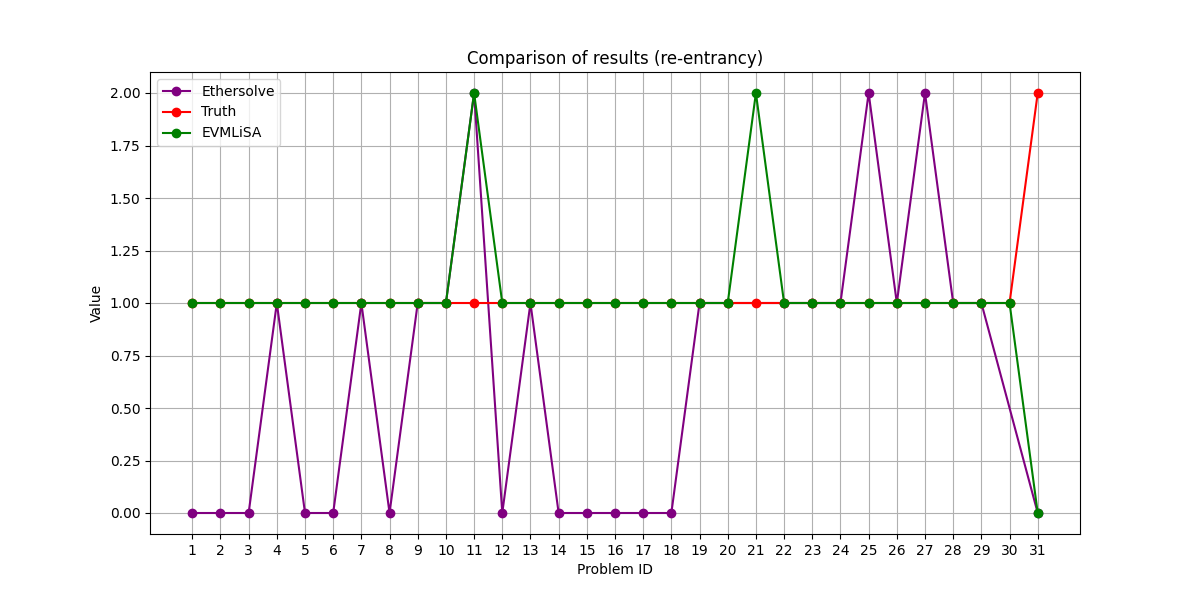 Comparison of results (re-entrancy)
Ethersolve
Truth
EVMLiSA
2.00
1.75
1.50
1.25
1.00
0.75
0.50
0.25
0.00
Value
1 2 3 4 5 6 7 8 9 10 11 12 13 14 15 16 17 18 19 20 21 22 23 24 25 26 27 28 29 30 31
Problem ID